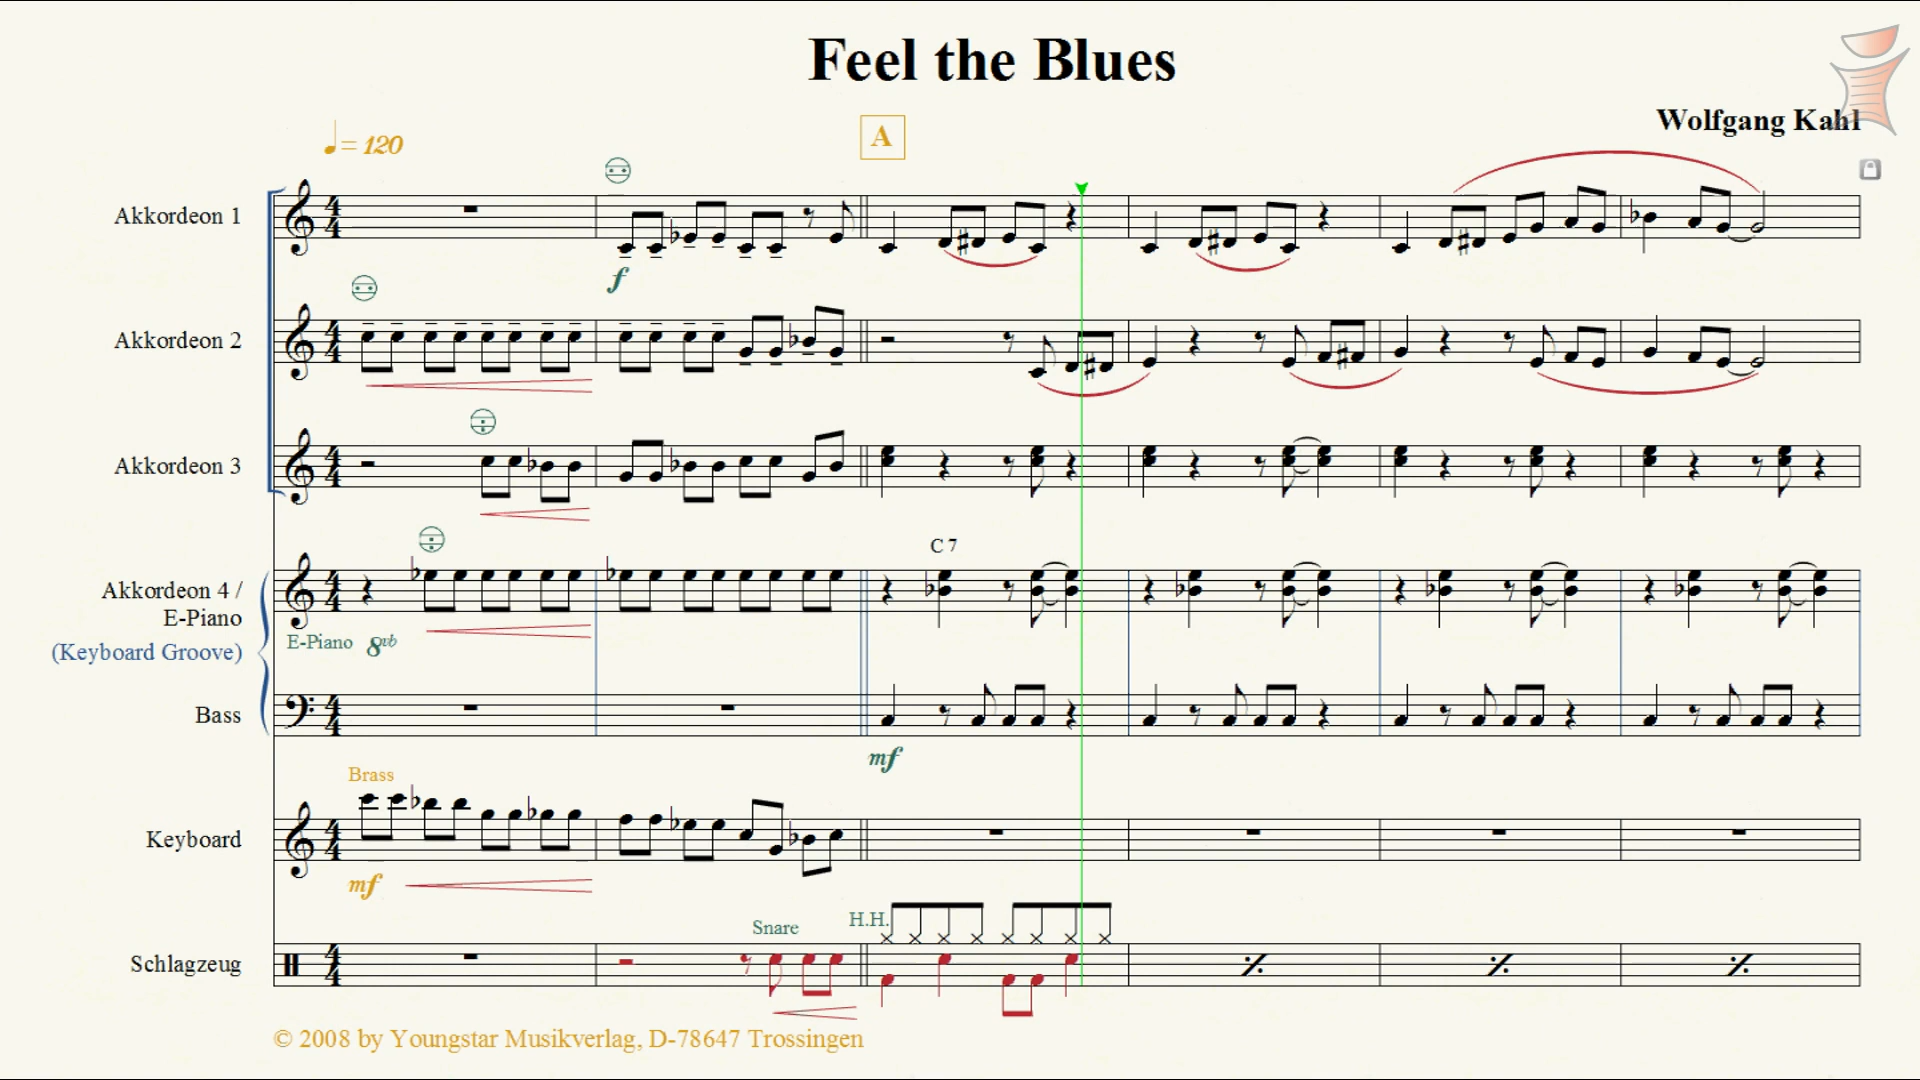 Feel the Blues
Wolfgang Kahl
= 120
A
Akkordeon 1
f
Akkordeon 2
Akkordeon 3
C 7
Akkordeon 4 /
E-Piano
(Keyboard Groove)
E-Piano 8vb
Bass
mf
Brass
Keyboard
mf
Snare
H.H.
Schlagzeug
© 2008 by Youngstar Musikverlag, D-78647 Trossingen